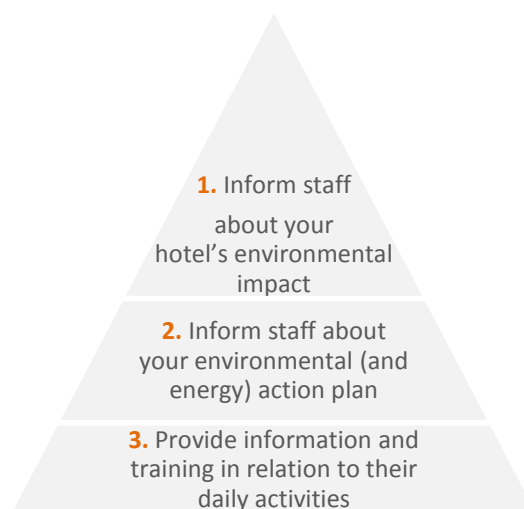 1. Inform staff
about your
hotel’s environmental
impact
2. Inform staff about
your environmental (and
energy) action plan
3. Provide information and
training in relation to their
daily activities